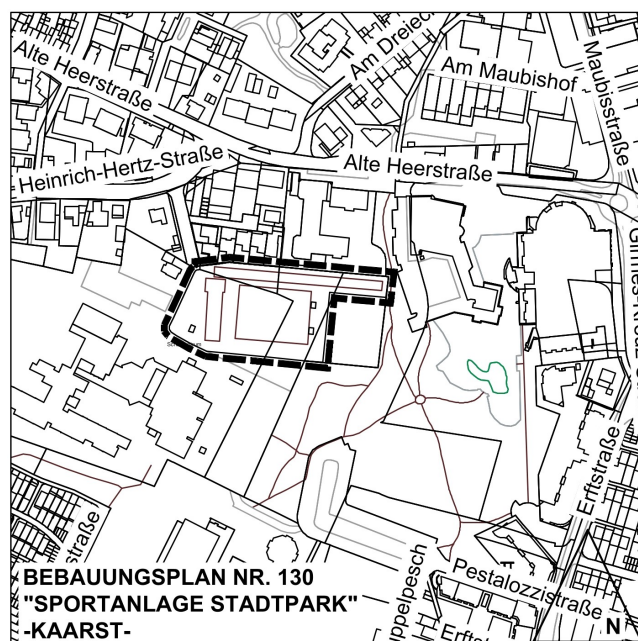 Am Dreieck
Alte Heerstraße
Am Maubishof
Maubisstraße
Heinrich-Hertz-Straße
Alte Heerstraße
Erftstraße
BEBAUUNGSPLAN NR. 130
"SPORTANLAGE STADTPARK"
-KAARST-
Pestalozzistraße
N